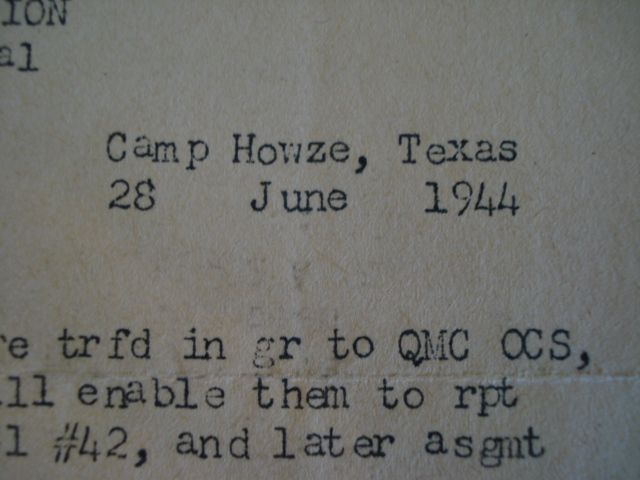 ION
al
Camp Howze, Texas
28 June 1944
re trfd in gr to QMC OCS,
ll enable them to rpt
l #42, and later asgmt